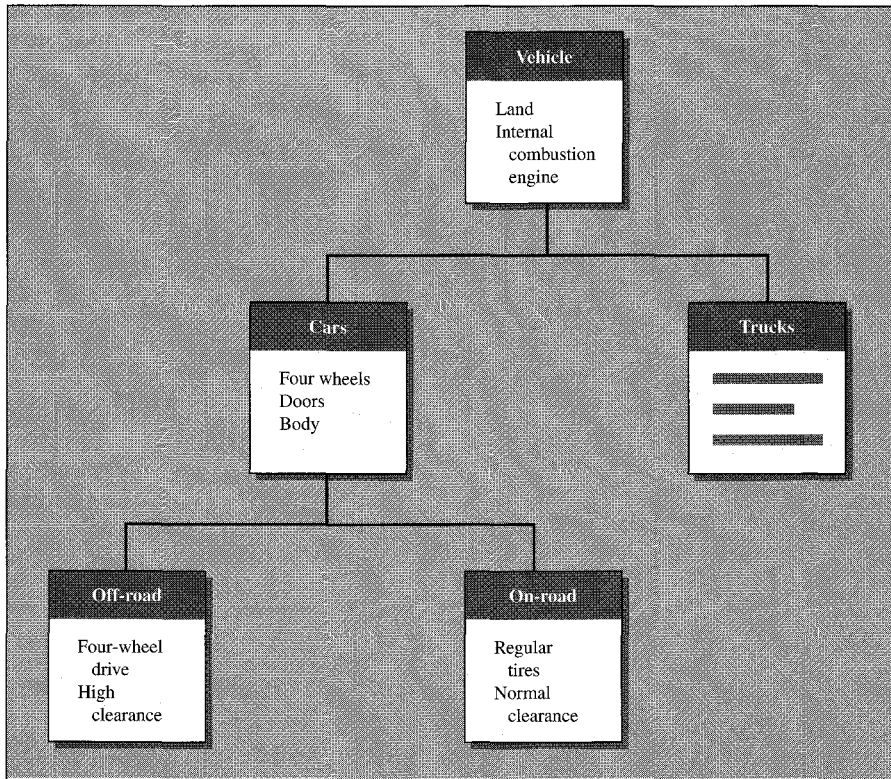 Vehicle
Land
Internal
combustion
engine
Cars
Four wheels
Doors
Body
Trucks
Off-road
Four-wheel
drive
High
clearance
On-road
Regular
tires
Normal
clearance